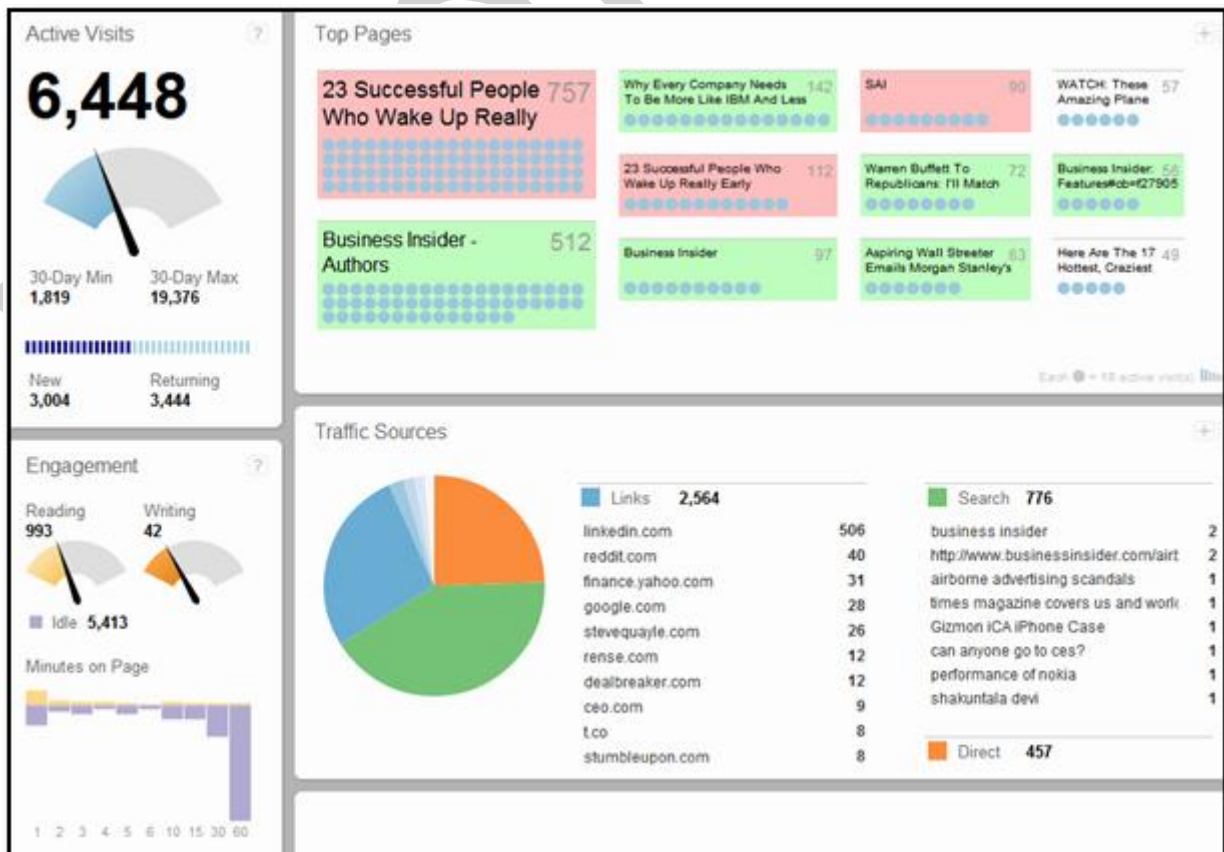 Active Visits
?
6,448
30-Day Min 30-Day Max
1,819 19,376
New Returning
3,004 3,444
Engagement
?
Reading Writing
993 42
Idle 5,413
Minutes on Page
1 2 3 4 5 6 10 15 30 60
Top Pages
+
23 Successful People 757
Who Wake Up Really
Business Insider - 512
Authors
Why Every Company Needs 142
To Be More Like IBM And Less
23 Successful People Who 112
Wake Up Really Early
Business Insider 97
SAI 90
Warren Buffett To 72
Republicans: I'll Match
Aspiring Wall Streeter 63
Emails Morgan Stanley's
WATCH: These 57
Amazing Plane
Business Insider: 56
Features#cb=f27905
Here Are The 17 49
Hottest, Craziest
Each = 10 active visit(s)
Traffic Sources
+
Links 2,564
linkedin.com 506
reddit.com 40
finance.yahoo.com 31
google.com 28
stevequayle.com 26
rense.com 12
dealbreaker.com 12
ceo.com 9
t.co 8
stumbleupon.com 8
Search 776
business insider 2
http://www.businessinsider.com/airt 2
airborne advertising scandals 1
times magazine covers us and work 1
Gizmon iCA iPhone Case 1
can anyone go to ces? 1
performance of nokia 1
shakuntala devi 1
Direct 457